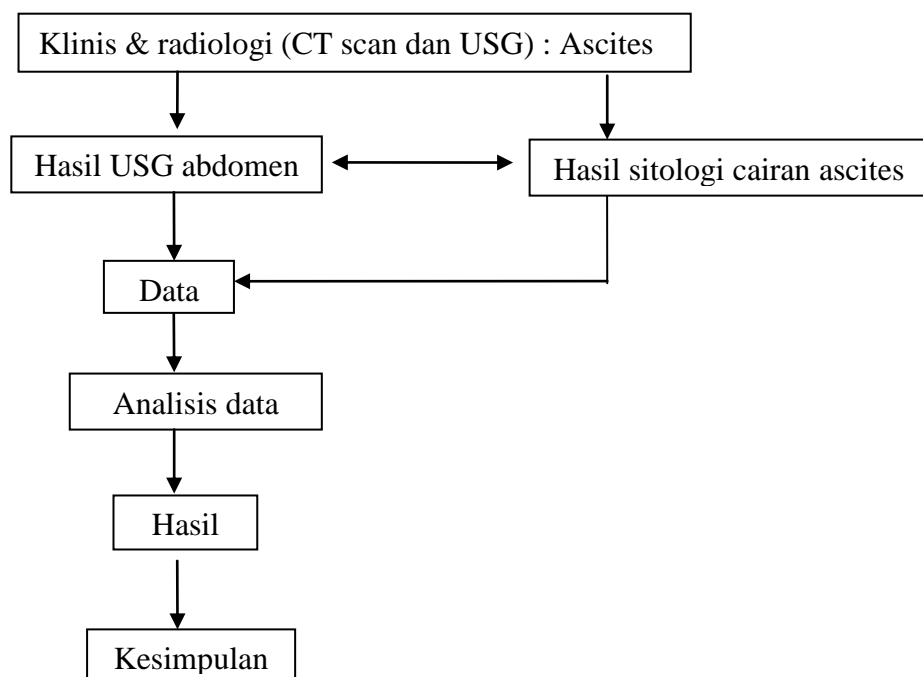 Klinis & radiologi (CT scan dan USG) : Ascites
Hasil USG abdomen
Hasil sitologi cairan ascites
Data
Analisis data
Hasil
Kesimpulan